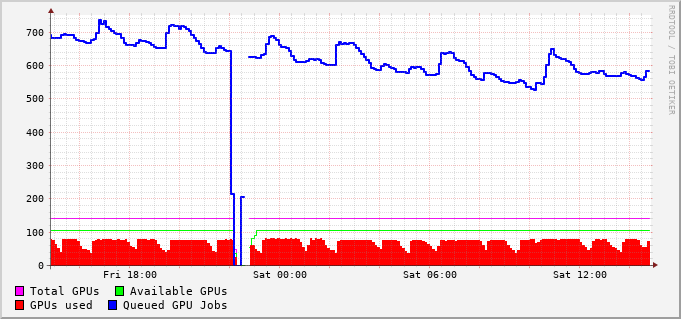 700
600
500
400
300
200
100
0
Fri 18:00 Sat 00:00 Sat 06:00 Sat 12:00
Total GPUs Available GPUs
GPUs used Queued GPU Jobs
RRDTOOL / TOBI OETIKER